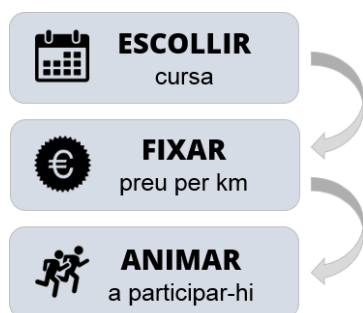 ESCOLLIR
cursa
€
FIXAR
preu per km
ANIMAR
a participar-hi